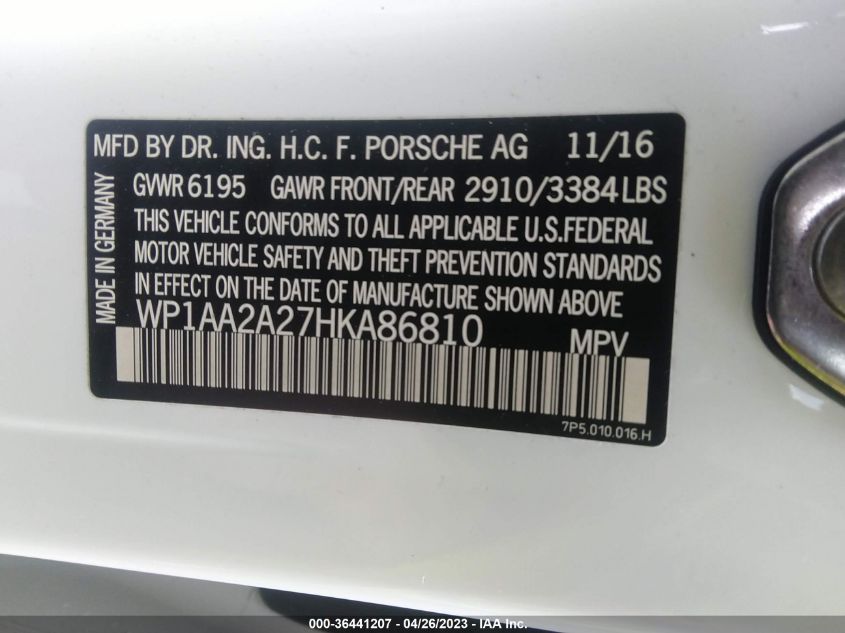 MFD BY DR. ING. H.C. F. PORSCHE AG 11/16
GVWR 6195 GAWR FRONT/REAR 2910/3384 LBS
THIS VEHICLE CONFORMS TO ALL APPLICABLE U.S.FEDERAL
MOTOR VEHICLE SAFETY AND THEFT PREVENTION STANDARDS
IN EFFECT ON THE DATE OF MANUFACTURE SHOWN ABOVE
WP1AA2A27HKA86810 MPV
7P5.010.016.H
MADE IN GERMANY
000-36441207 - 04/26/2023 - IAA Inc.